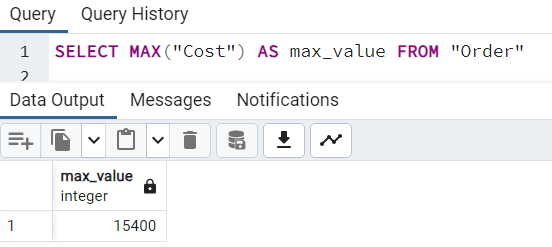 Query Query History
1 SELECT MAX("Cost") AS max_value FROM "Order"
2
Data Output Messages Notifications
max_value
integer
1 15400